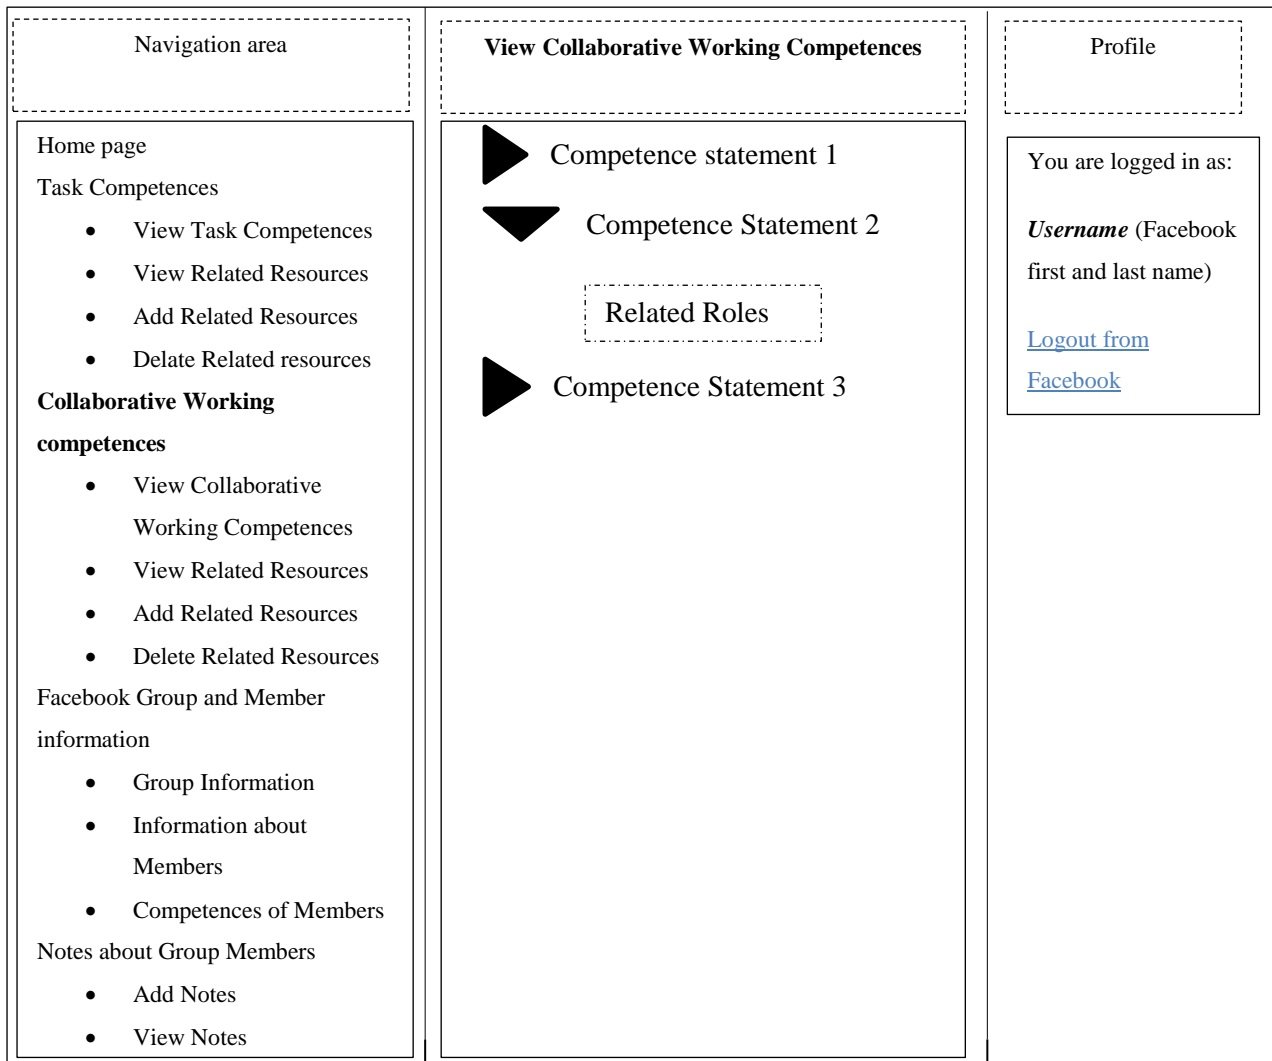 Navigation area
Home page
Task Competences
• View Task Competences
• View Related Resources
• Add Related Resources
• Delate Related resources
Collaborative Working
competences
• View Collaborative
Working Competences
• View Related Resources
• Add Related Resources
• Delete Related Resources
Facebook Group and Member
information
• Group Information
• Information about
Members
• Competences of Members
Notes about Group Members
• Add Notes
• View Notes
View Collaborative Working Competences
Competence statement 1
Competence Statement 2
Related Roles
Competence Statement 3
Profile
You are logged in as:
Username (Facebook
first and last name)
Logout from
Facebook